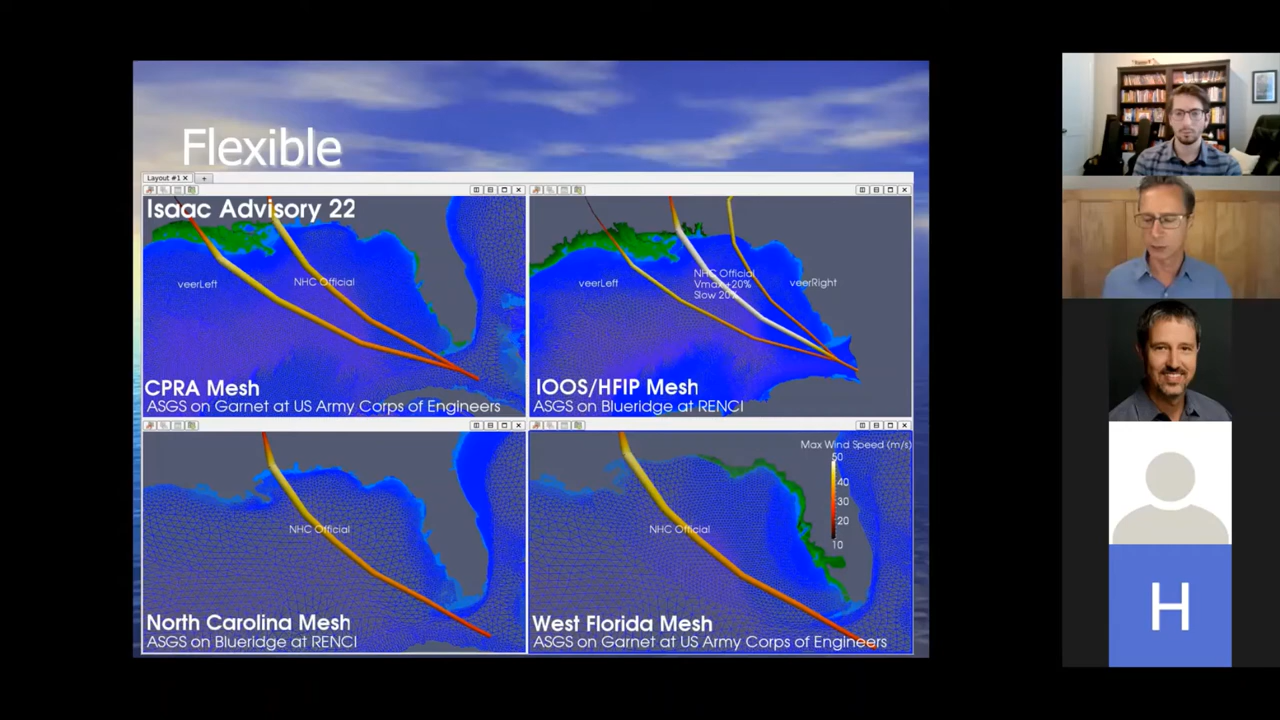 Flexible
Layout #1
Isaac Advisory 22
veerLeft
NHC Official
CPRA Mesh
ASGS on Garnet at US Army Corps of Engineers
veerLeft
NHC Official
Vmax +20%
Slow 20%
veerRight
IOOS/HFIP Mesh
ASGS on Blueridge at RENCI
NHC Official
North Carolina Mesh
ASGS on Blueridge at RENCI
Max Wind Speed (m/s)
50
40
30
20
10
NHC Official
West Florida Mesh
ASGS on Garnet at US Army Corps of Engineers
H